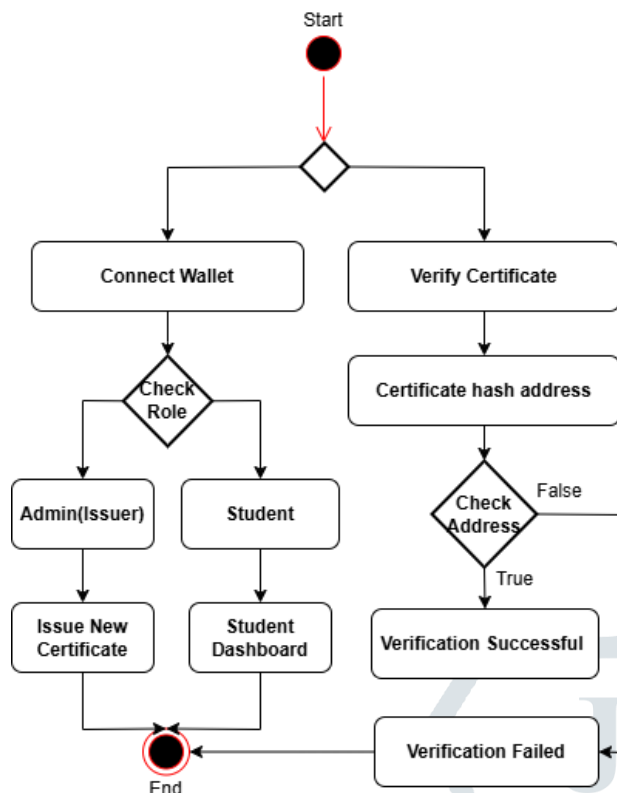 Start
Connect Wallet
Verify Certificate
Check
Role
Certificate hash address
Admin(Issuer)
Student
Check
Address
False
True
Issue New
Certificate
Student
Dashboard
Verification Successful
Verification Failed
End